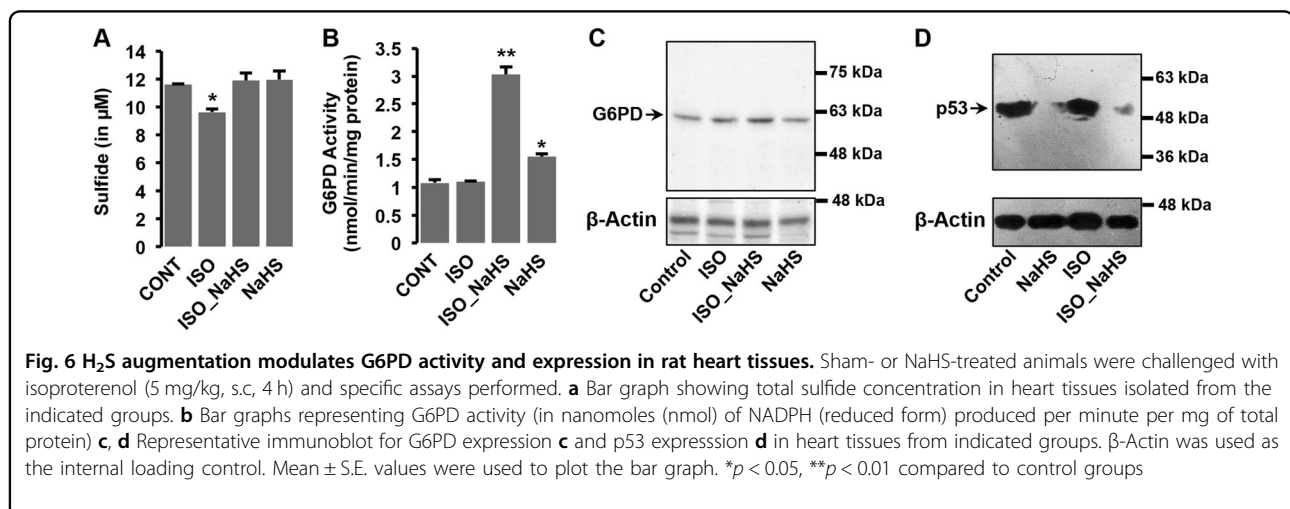 A
Sulfide (in µM)
14
12
10
8
6
4
2
0
*
CONT
ISO
ISO_NaHS
NaHS
B
G6PD Activity
(nmol/min/mg protein)
3.5
3
2.5
2
1.5
1
0.5
0
**
*
CONT
ISO
ISO_NaHS
NaHS
C
G6PD
75 kDa
63 kDa
48 kDa
β-Actin
48 kDa
Control
ISO
ISO_NaHS
NaHS
D
p53
63 kDa
48 kDa
36 kDa
β-Actin
48 kDa
Control
NaHS
ISO
ISO_NaHS
Fig. 6 H₂S augmentation modulates G6PD activity and expression in rat heart tissues. Sham- or NaHS-treated animals were challenged with
isoproterenol (5 mg/kg, s.c, 4 h) and specific assays performed. a Bar graph showing total sulfide concentration in heart tissues isolated from the
indicated groups. b Bar graphs representing G6PD activity (in nanomoles (nmol) of NADPH (reduced form) produced per minute per mg of total
protein) c, d Representative immunoblot for G6PD expression c and p53 expresssion d in heart tissues from indicated groups. β-Actin was used as
the internal loading control. Mean ± S.E. values were used to plot the bar graph. *p < 0.05, **p < 0.01 compared to control groups